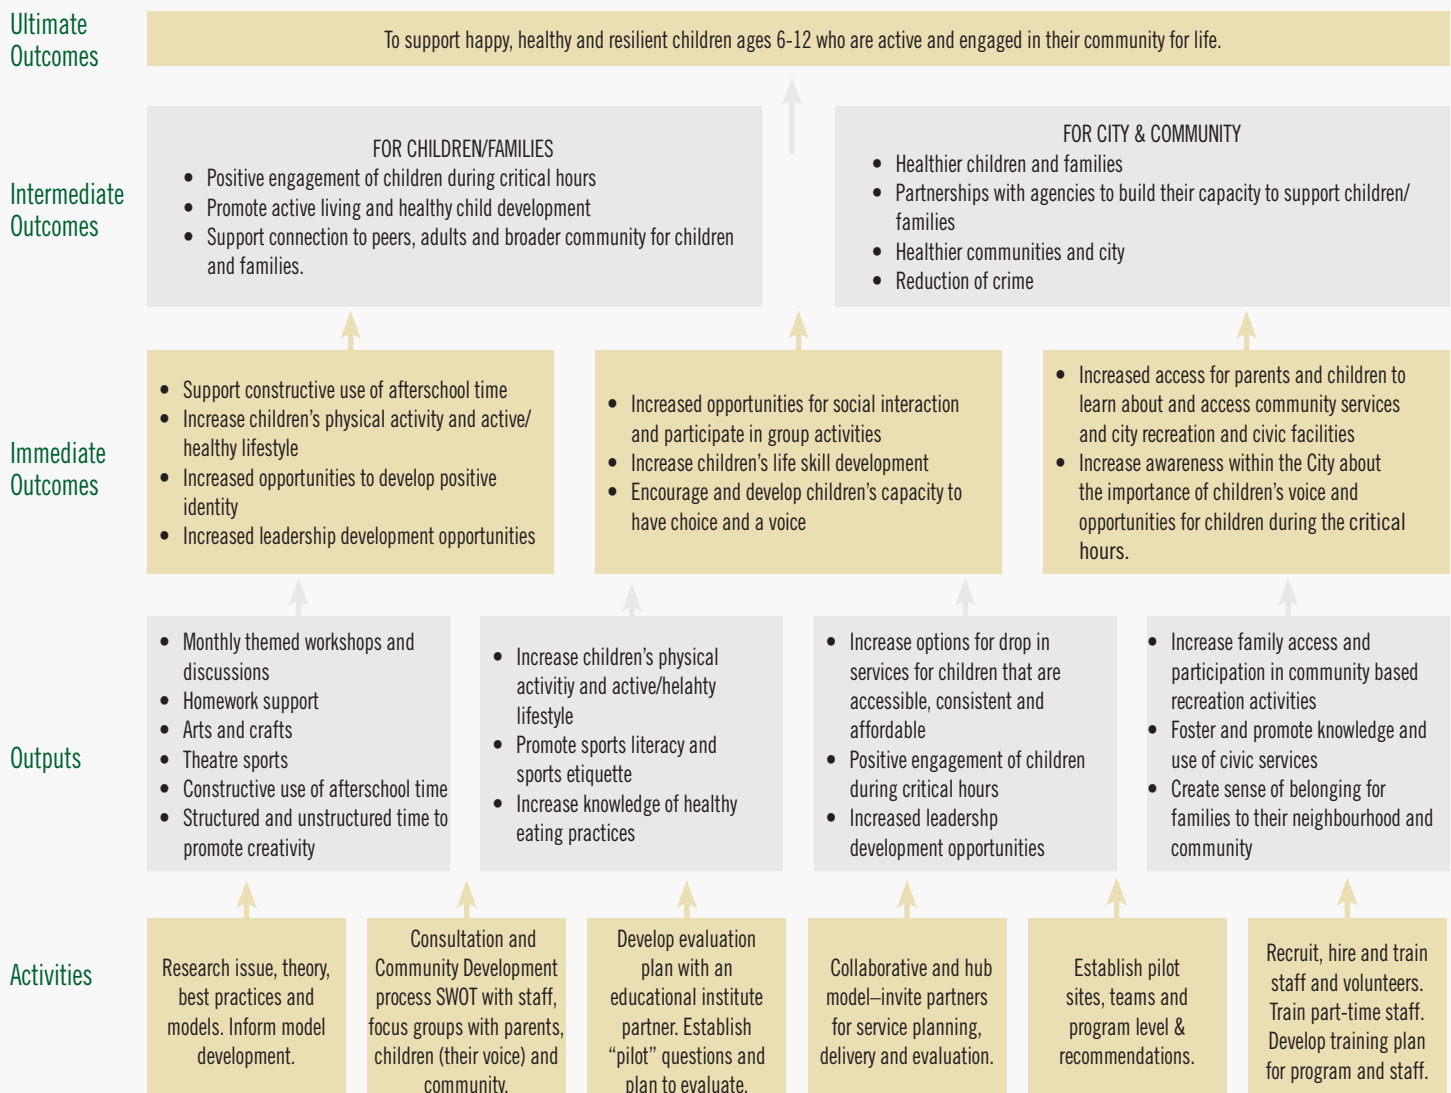 Ultimate
Outcomes
To support happy, healthy and resilient children ages 6-12 who are active and engaged in their community for life.
Intermediate
Outcomes
FOR CHILDREN/FAMILIES
• Positive engagement of children during critical hours
• Promote active living and healthy child development
• Support connection to peers, adults and broader community for children
and families.
FOR CITY & COMMUNITY
• Healthier children and families
• Partnerships with agencies to build their capacity to support children/
families
• Healthier communities and city
• Reduction of crime
Immediate
Outcomes
• Support constructive use of afterschool time
• Increase children’s physical activity and active/
healthy lifestyle
• Increased opportunities to develop positive
identity
• Increased leadership development opportunities
• Increased opportunities for social interaction
and participate in group activities
• Increase children’s life skill development
• Encourage and develop children’s capacity to
have choice and a voice
• Increased access for parents and children to
learn about and access community services
and city recreation and civic facilities
• Increase awareness within the City about
the importance of children’s voice and
opportunities for children during the critical
hours.
Outputs
• Monthly themed workshops and
discussions
• Homework support
• Arts and crafts
• Theatre sports
• Constructive use of afterschool time
• Structured and unstructured time to
promote creativity
• Increase children’s physical
activitiy and active/helahty
lifestyle
• Promote sports literacy and
sports etiquette
• Increase knowledge of healthy
eating practices
• Increase options for drop in
services for children that are
accessible, consistent and
affordable
• Positive engagement of children
during critical hours
• Increased leadershp
development opportunities
• Increase family access and
participation in community based
recreation activities
• Foster and promote knowledge and
use of civic services
• Create sense of belonging for
families to their neighbourhood and
community
Activities
Research issue, theory,
best practices and
models. Inform model
development.
Consultation and
Community Development
process SWOT with staff,
focus groups with parents,
children (their voice) and
community.
Develop evaluation
plan with an
educational institute
partner. Establish
“pilot” questions and
plan to evaluate.
Collaborative and hub
model–invite partners
for service planning,
delivery and evaluation.
Establish pilot
sites, teams and
program level &
recommendations.
Recruit, hire and train
staff and volunteers.
Train part-time staff.
Develop training plan
for program and staff.